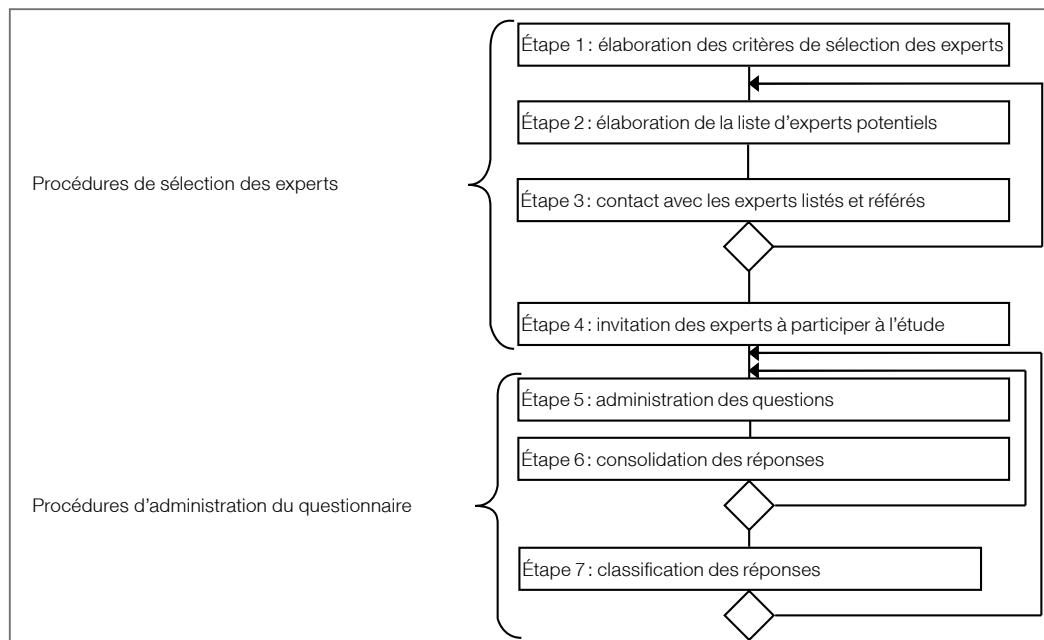 Étape 1 : élaboration des critères de sélection des experts
Étape 2 : élaboration de la liste d'experts potentiels
Procédures de sélection des experts
Étape 3 : contact avec les experts listés et référés
Étape 4 : invitation des experts à participer à l'étude
Étape 5 : administration des questions
Étape 6 : consolidation des réponses
Procédures d'administration du questionnaire
Étape 7 : classification des réponses